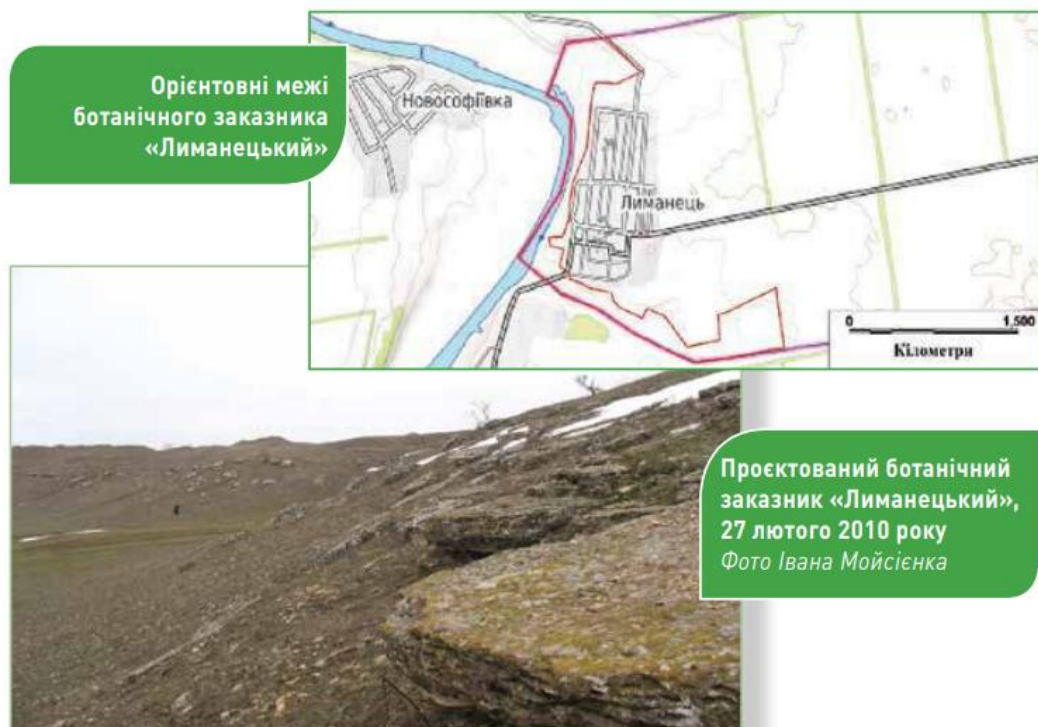 Орієнтовні межі
ботанічного заказника
«Лиманецький»
Новософіївка
Лиманець
0 1,500
Кілометри
Проєктований ботанічний
заказник «Лиманецький»,
27 лютого 2010 року
Фото Івана Мойсієнка